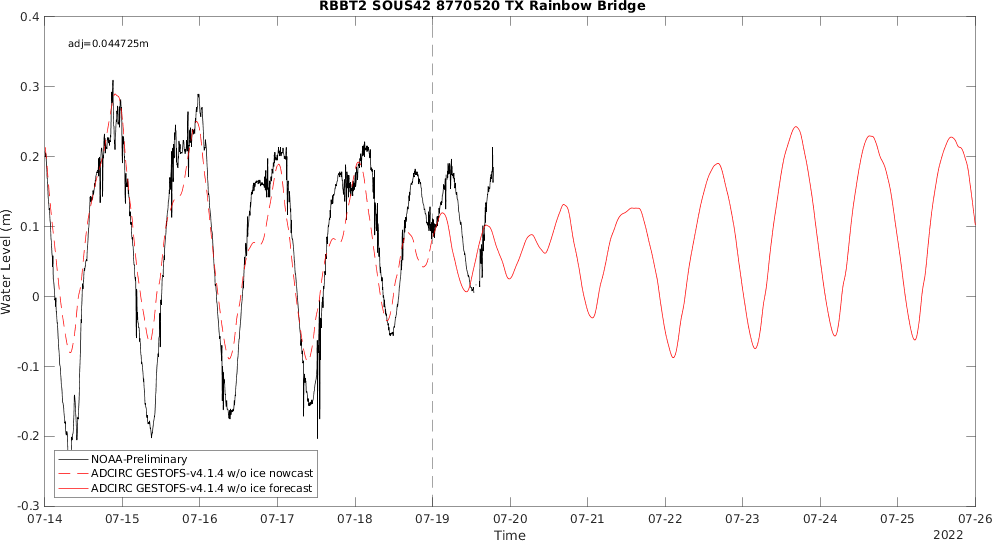 RBBT2 SOUS42 8770520 TX Rainbow Bridge
adj=0.044725m
Water Level (m)
0.4
0.3
0.2
0.1
0
-0.1
-0.2
-0.3
NOAA-Preliminary
ADCIRC GESTOFS-v4.1.4 w/o ice nowcast
ADCIRC GESTOFS-v4.1.4 w/o ice forecast
07-14 07-15 07-16 07-17 07-18 07-19 07-20 07-21 07-22 07-23 07-24 07-25 07-26
Time
2022